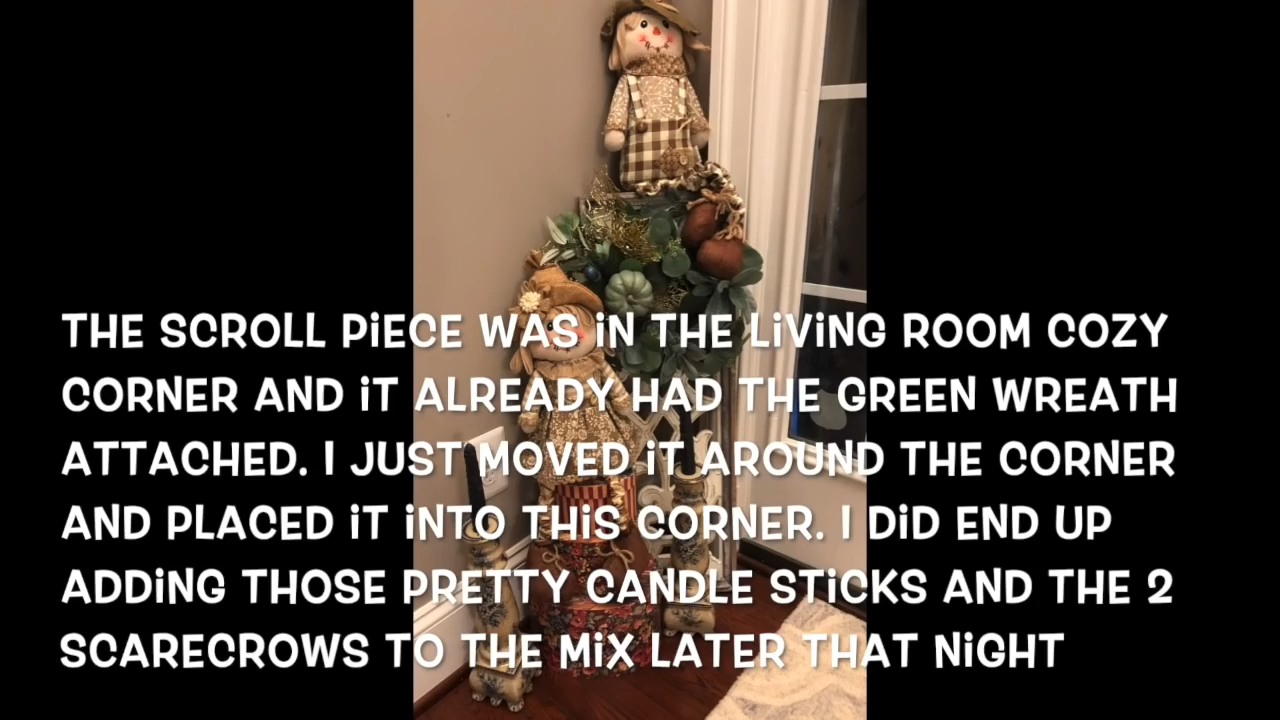 THE SCROLL PIECE WAS IN THE LIVING ROOM COZY
CORNER AND IT ALREADY HAD THE GREEN WREATH
ATTACHED. I JUST MOVED IT AROUND THE CORNER
AND PLACED IT INTO THIS CORNER. I DID END UP
ADDING THOSE PRETTY CANDLE STICKS AND THE 2
SCARECROWS TO THE MIX LATER THAT NIGHT